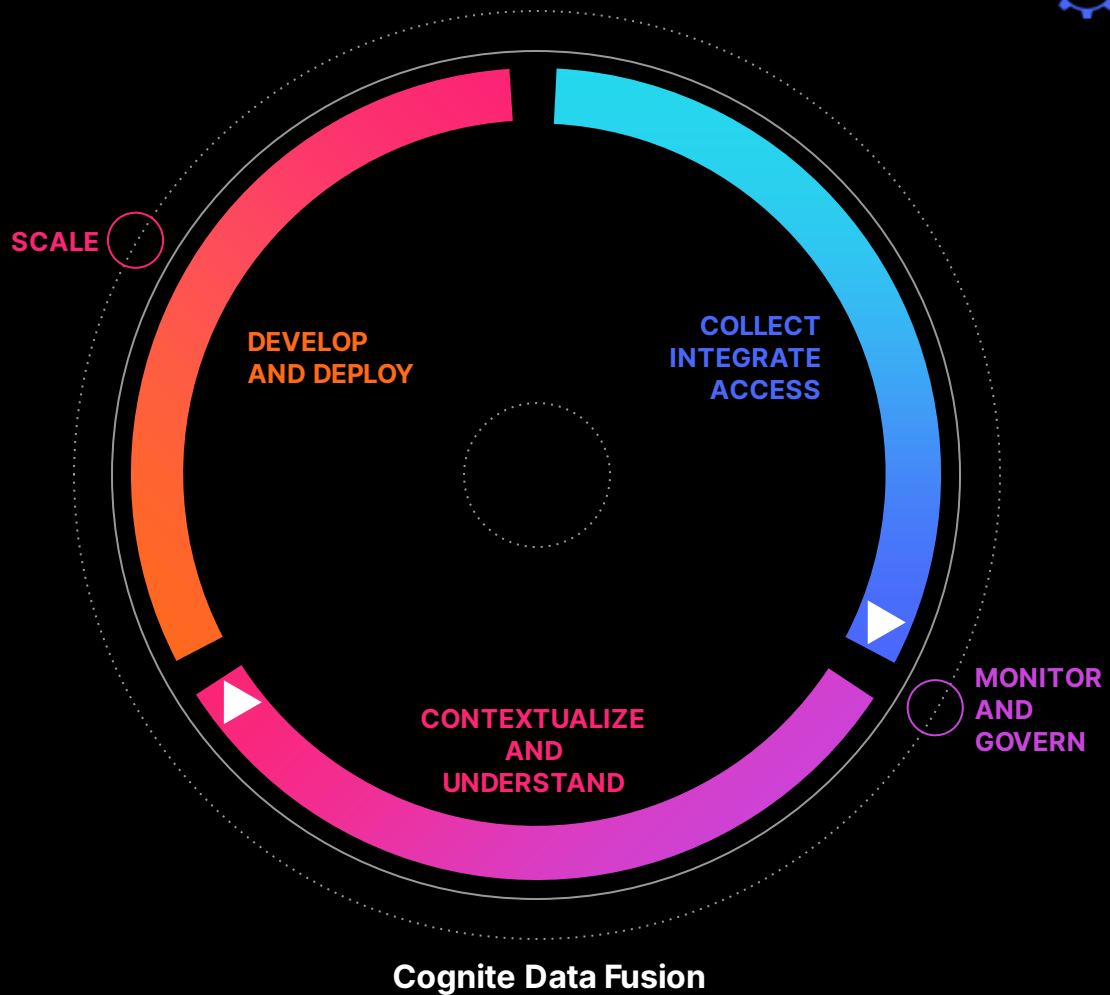 SCALE
DEVELOP
AND DEPLOY
COLLECT
INTEGRATE
ACCESS
MONITOR
AND
GOVERN
CONTEXTUALIZE
AND
UNDERSTAND
Cognite Data Fusion